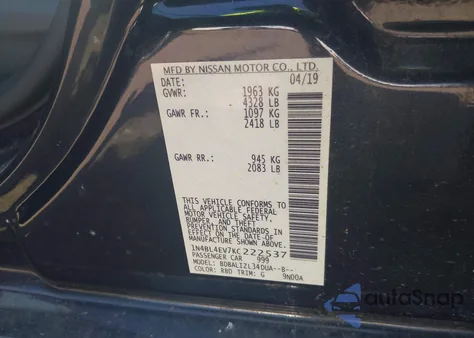 MFD BY NISSAN MOTOR CO., LTD.
DATE: 04/19
GVWR: 1963 KG
4328 LB
GAWR FR.: 1097 KG
2418 LB
GAWR RR.: 945 KG
2083 LB
THIS VEHICLE CONFORMS TO
ALL APPLICABLE FEDERAL
MOTOR VEHICLE SAFETY,
BUMPER, AND THEFT
PREVENTION STANDARDS IN
EFFECT ON THE DATE OF
MANUFACTURE SHOWN ABOVE.
1N4BL4EV7KC222537
PASSENGER CAR 999
MODEL: BDBALIZL34DUA--B--
COLOR: RBD TRIM: G 9N00A
autoSnap